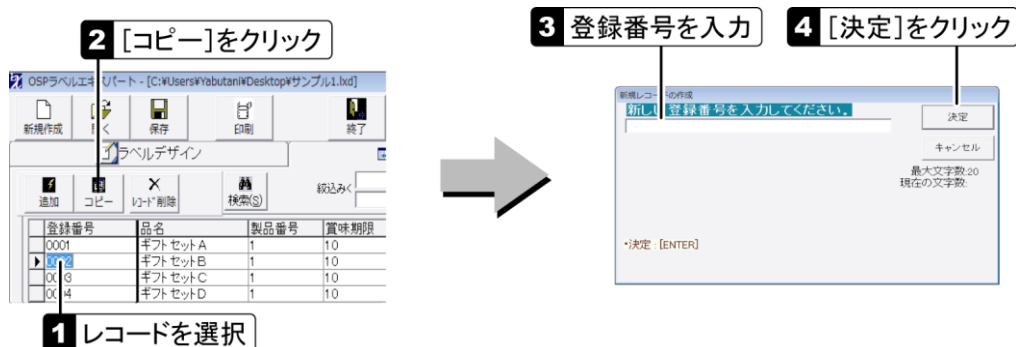 2 [コピー]をクリック
OSPラベルエキスパート - [C:¥Users¥Yabutani¥Desktop¥サンプル1.lxd]
新規作成 保存 印刷 終了
ラベルデザイン
追加 コピー ﾚｺｰﾄﾞ削除 検索(S) 絞込み
登録番号 品名 製品番号 賞味期限
0001 ギフトセットA 1 10
ギフトセットB 1 10
ギフトセットC 1 10
ギフトセットD 1 10
1 レコードを選択
3 登録番号を入力
4 [決定]をクリック
新規レコードの作成
新しい登録番号を入力してください。
決定
キャンセル
最大文字数:20
現在の文字数:
・決定 : [ENTER]